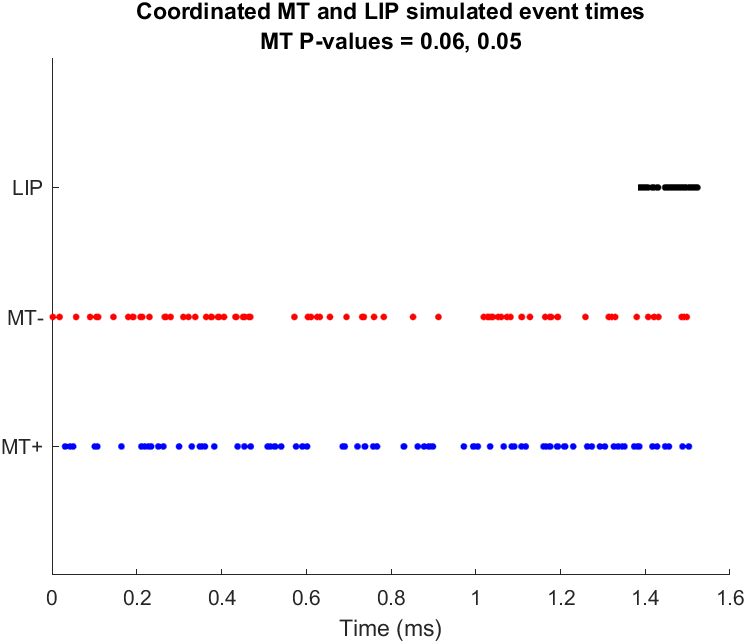 Coordinated MT and LIP simulated event times
MT P-values = 0.06, 0.05
LIP
MT-
MT+
0 0.2 0.4 0.6 0.8 1 1.2 1.4 1.6
Time (ms)